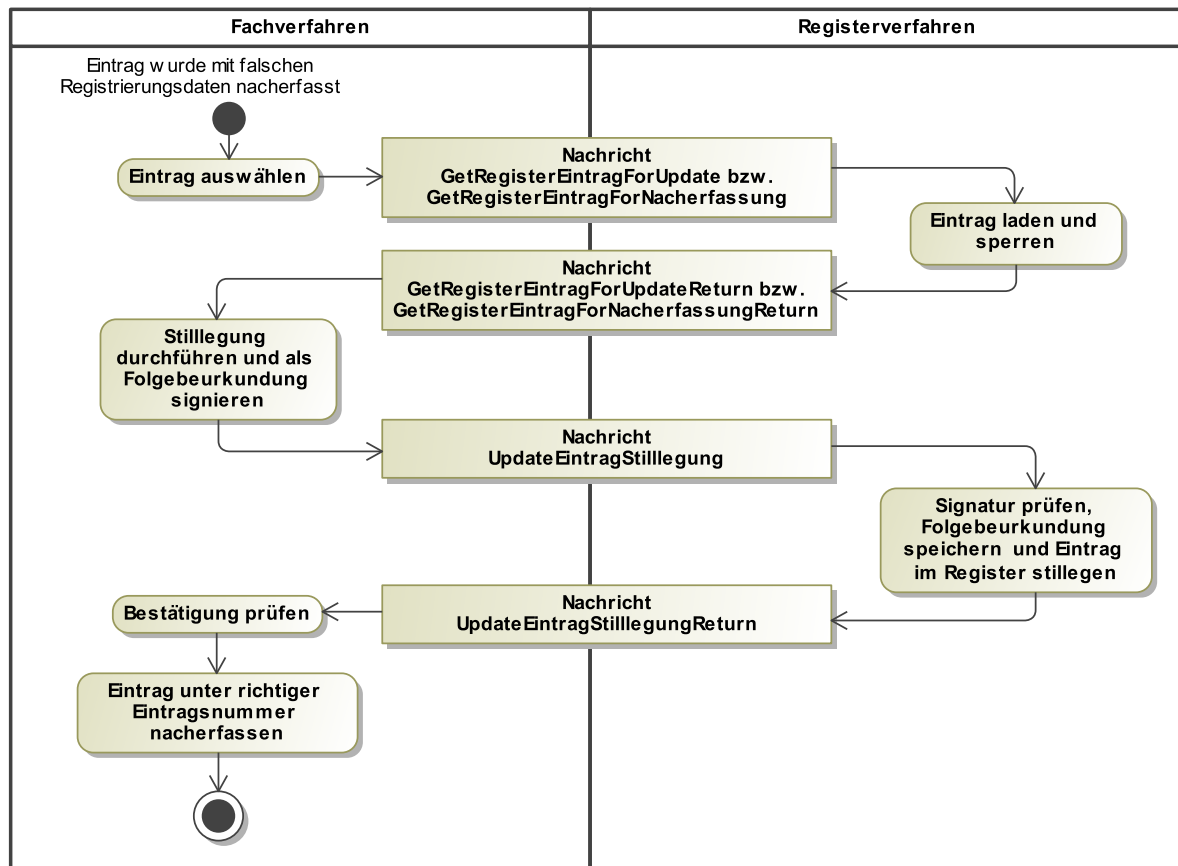 Fachverfahren
Registerverfahren
Eintrag wurde mit falschen
Registrierungsdaten nacherfasst
Eintrag auswählen
Nachricht
GetRegisterEintragForUpdate bzw.
GetRegisterEintragForNacherfassung
Eintrag laden und
sperren
Nachricht
GetRegisterEintragForUpdateReturn bzw.
GetRegisterEintragForNacherfassungReturn
Stilllegung
durchführen und als
Folgebeurkundung
signieren
Nachricht
UpdateEintragStilllegung
Signatur prüfen,
Folgebeurkundung
speichern und Eintrag
im Register stillegen
Nachricht
UpdateEintragStilllegungReturn
Bestätigung prüfen
Eintrag unter richtiger
Eintragsnummer
nacherfassen